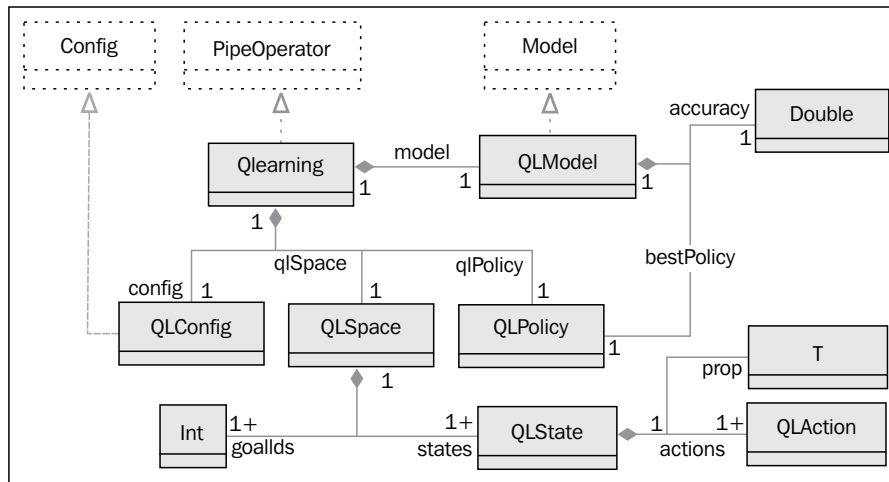 Config
PipeOperator
Model
accuracy
Double
1
Qlearning
model
QLModel
1
1
1
1
qlSpace
qlPolicy
bestPolicy
config
1
1
1
QLConfig
QLSpace
QLPolicy
1
1
T
prop
Int
1+
goalIds
1+
states
QLState
1
actions
1+
QLAction